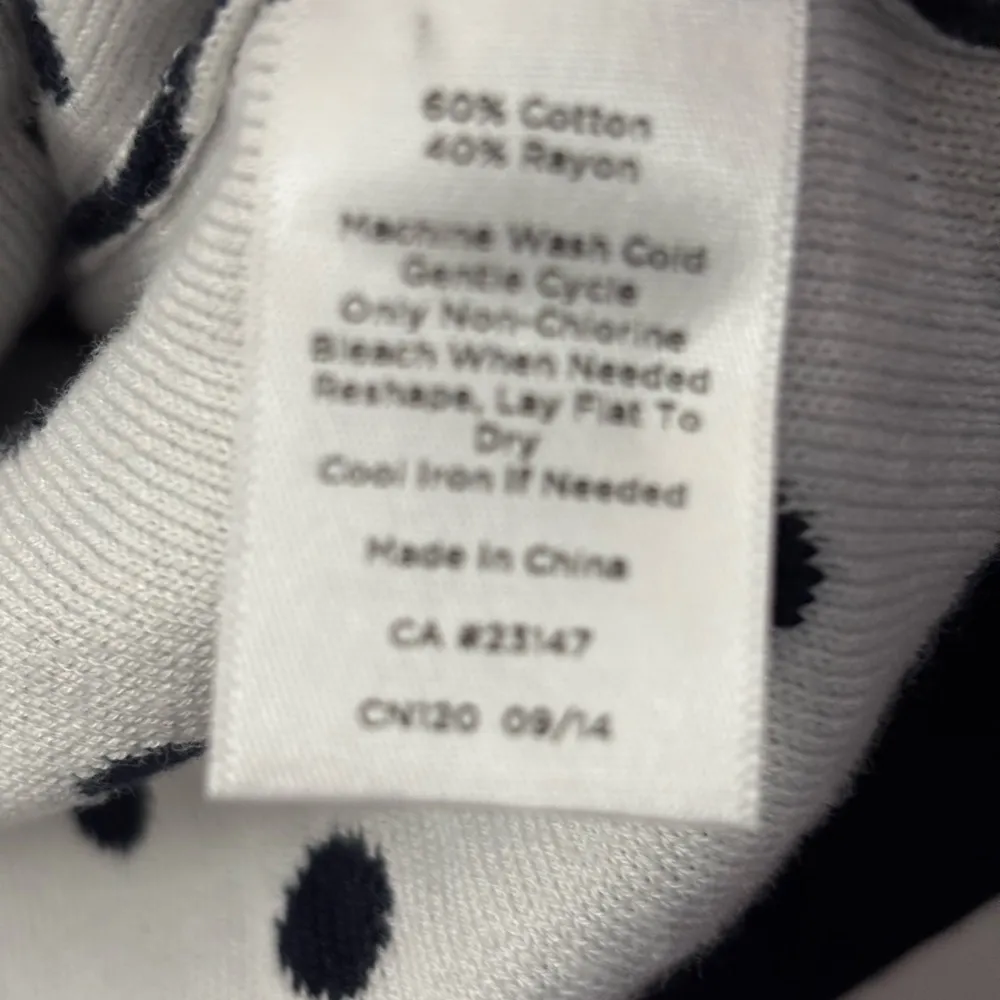 60% Cotton
40% Rayon
Machine Wash Cold
Gentle Cycle
Only Non-Chlorine
Bleach When Needed
Reshape, Lay Flat To
Dry
Cool Iron If Needed
Made In China
CA #23147
CN120 09/14